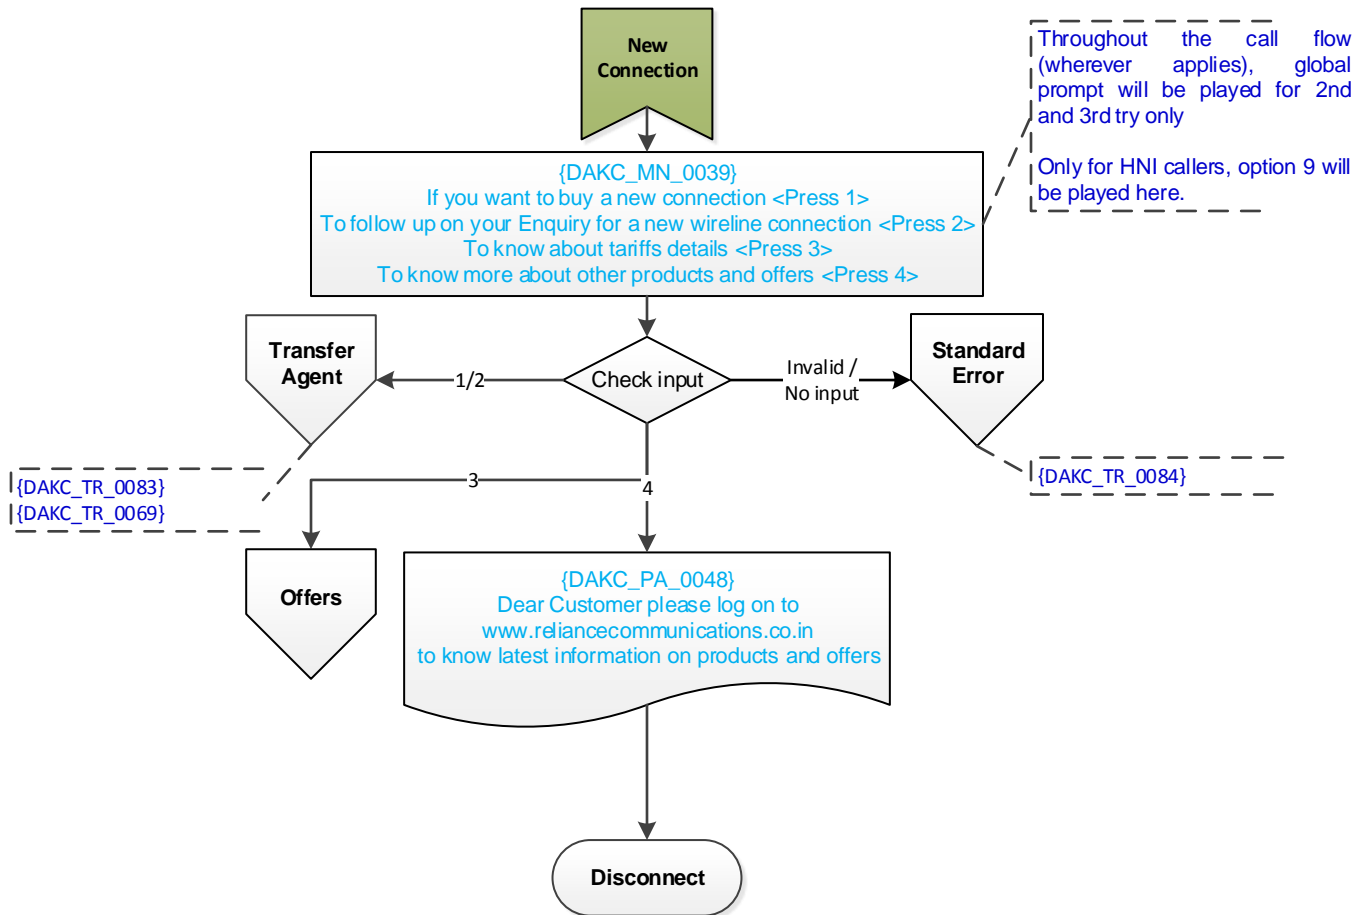 New
Connection
Throughout the call flow
(wherever applies), global
prompt will be played for 2nd
and 3rd try only
Only for HNI callers, option 9 will
be played here.
{DAKC_MN_0039}
If you want to buy a new connection <Press 1>
To follow up on your Enquiry for a new wireline connection <Press 2>
To know about tariffs details <Press 3>
To know more about other products and offers <Press 4>
Transfer
Agent
1/2
Check input
Invalid /
No input
Standard
Error
{DAKC_TR_0083}
{DAKC_TR_0069}
3
4
{DAKC_TR_0084}
Offers
{DAKC_PA_0048}
Dear Customer please log on to
www.reliancecommunications.co.in
to know latest information on products and offers
Disconnect